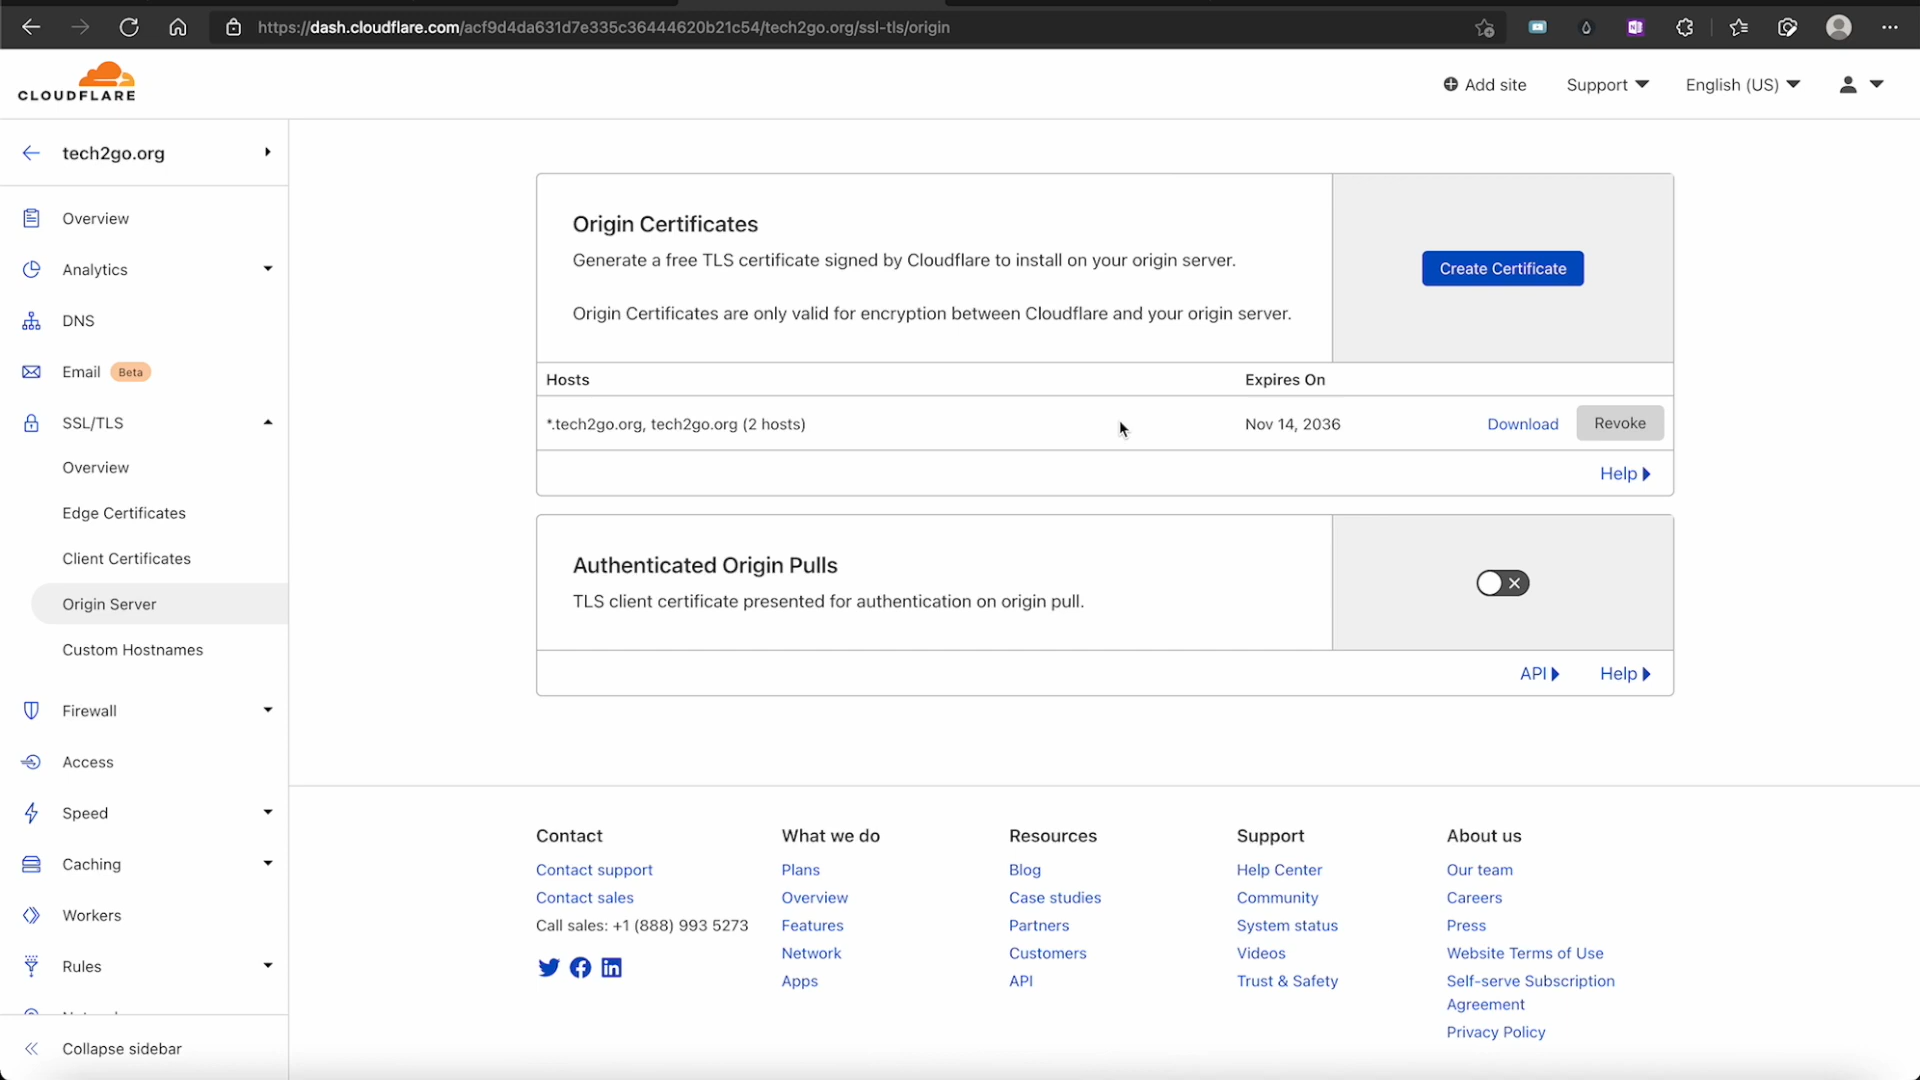 https://dash.cloudflare.com/acf9d4da631d7e335c36444620b21c54/tech2go.org/ssl-tls/origin
CLOUDFLARE
Add site
Support
English (US)
tech2go.org
Overview
Analytics
DNS
Email Beta
SSL/TLS
Overview
Edge Certificates
Client Certificates
Origin Server
Custom Hostnames
Firewall
Access
Speed
Caching
Workers
Rules
Collapse sidebar
Origin Certificates
Generate a free TLS certificate signed by Cloudflare to install on your origin server.
Origin Certificates are only valid for encryption between Cloudflare and your origin server.
Create Certificate
Hosts Expires On
*.tech2go.org, tech2go.org (2 hosts) Nov 14, 2036 Download Revoke
Help
Authenticated Origin Pulls
TLS client certificate presented for authentication on origin pull.
API Help
Contact
Contact support
Contact sales
Call sales: +1 (888) 993 5273
What we do
Plans
Overview
Features
Network
Apps
Resources
Blog
Case studies
Partners
Customers
API
Support
Help Center
Community
System status
Videos
Trust & Safety
About us
Our team
Careers
Press
Website Terms of Use
Self-serve Subscription
Agreement
Privacy Policy